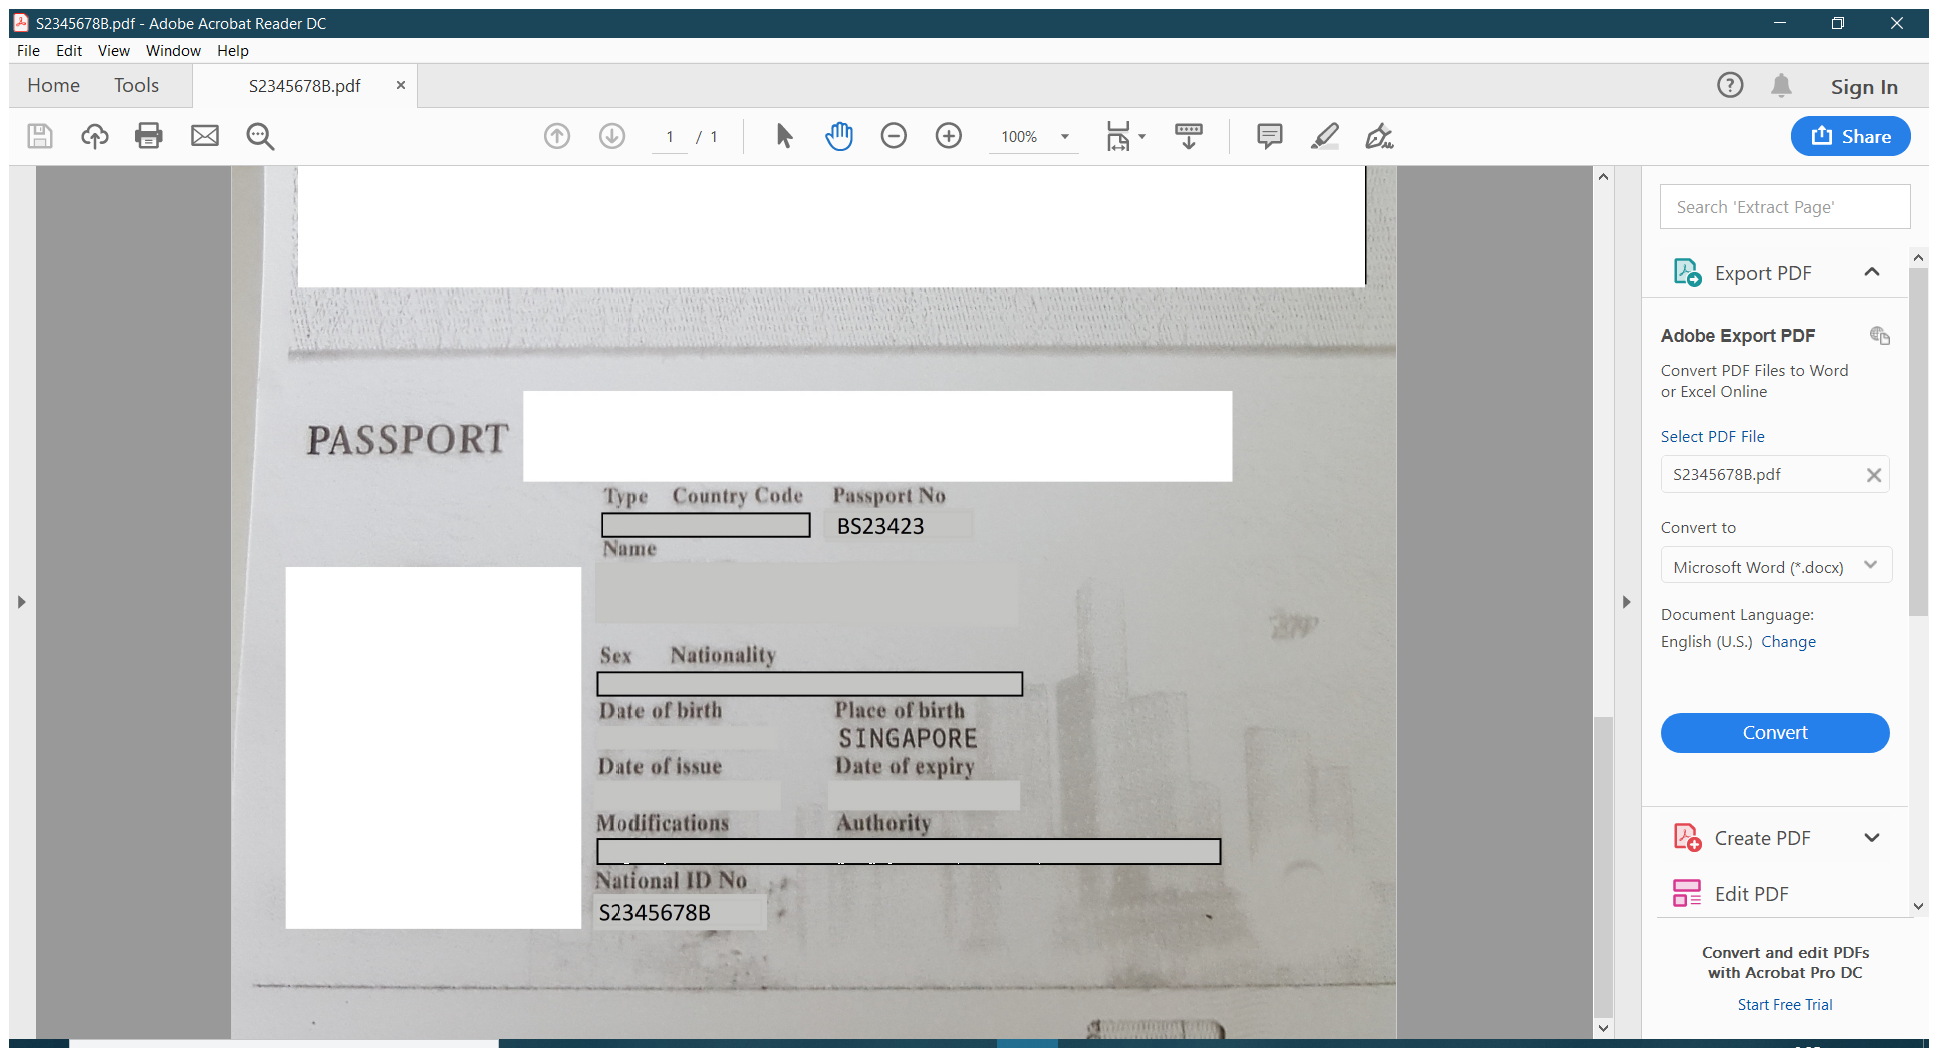 S2345678B.pdf - Adobe Acrobat Reader DC
File Edit View Window Help
Home Tools S2345678B.pdf × Sign In
1 / 1 100% Share
Search 'Extract Page'
Export PDF
Adobe Export PDF
Convert PDF Files to Word
or Excel Online
Select PDF File
S2345678B.pdf
Convert to
Microsoft Word (*.docx)
Document Language:
English (U.S.) Change
Convert
Create PDF
Edit PDF
Convert and edit PDFs
with Acrobat Pro DC
Start Free Trial
PASSPORT
Type Country Code Passport No
BS23423
Name
Sex Nationality
Date of birth Place of birth
SINGAPORE
Date of issue Date of expiry
Modifications Authority
National ID No
S2345678B